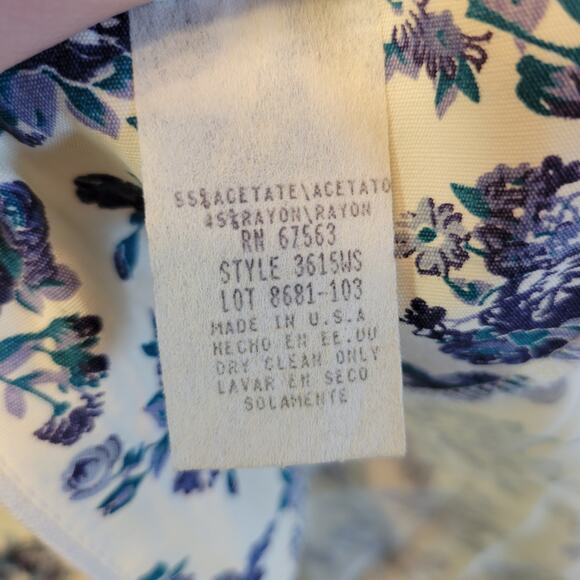 55%ACETATE\ACETATO
45%RAYON\RAYON
RN 67563
STYLE 3615WS
LOT 8681-103
MADE IN U.S.A
HECHO EN EE.UU
DRY CLEAN ONLY
LAVAR EN SECO
SOLAMENTE